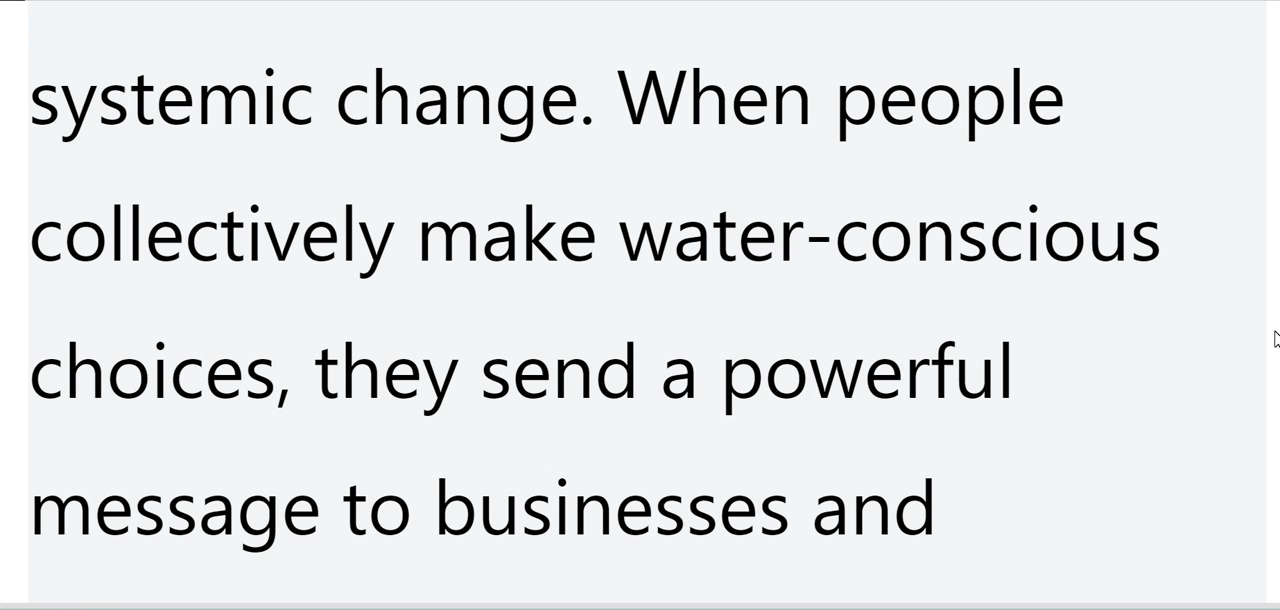 systemic change. When people
collectively make water-conscious
choices, they send a powerful
message to businesses and